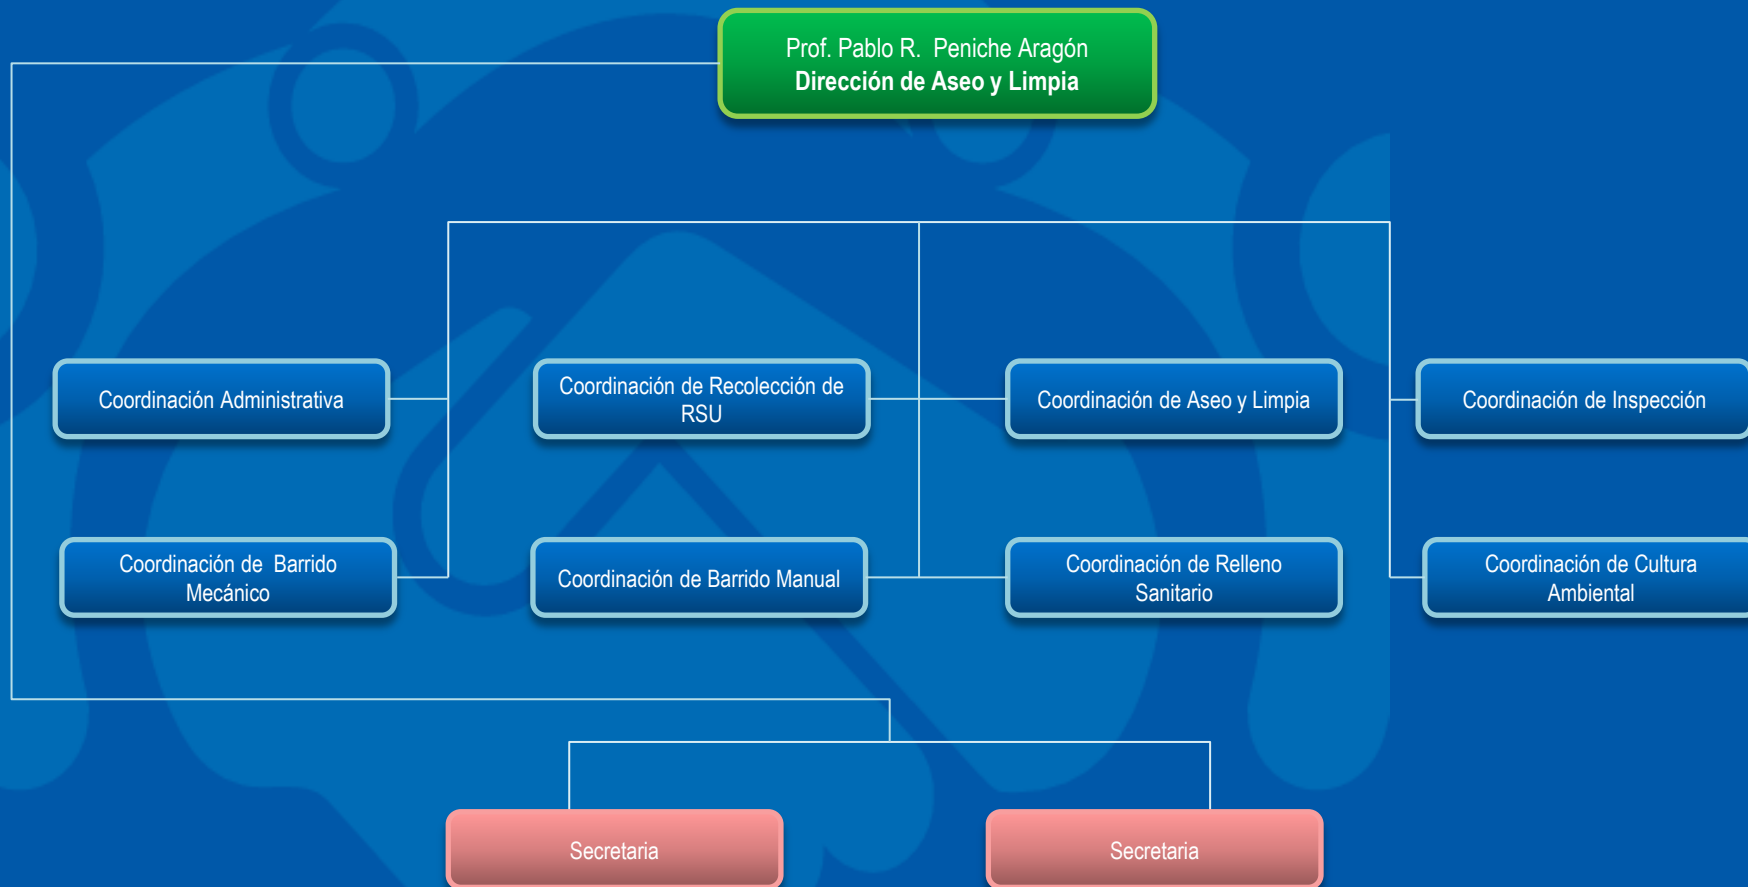 Prof. Pablo R.  Peniche Aragón
Dirección de Aseo y Limpia
Coordinación Administrativa
Coordinación de Recolección de
RSU
Coordinación de Aseo y Limpia
Coordinación de Inspección
Coordinación de  Barrido
Mecánico
Coordinación de Barrido Manual
Coordinación de Relleno
Sanitario
Coordinación de Cultura
Ambiental
Secretaria
Secretaria